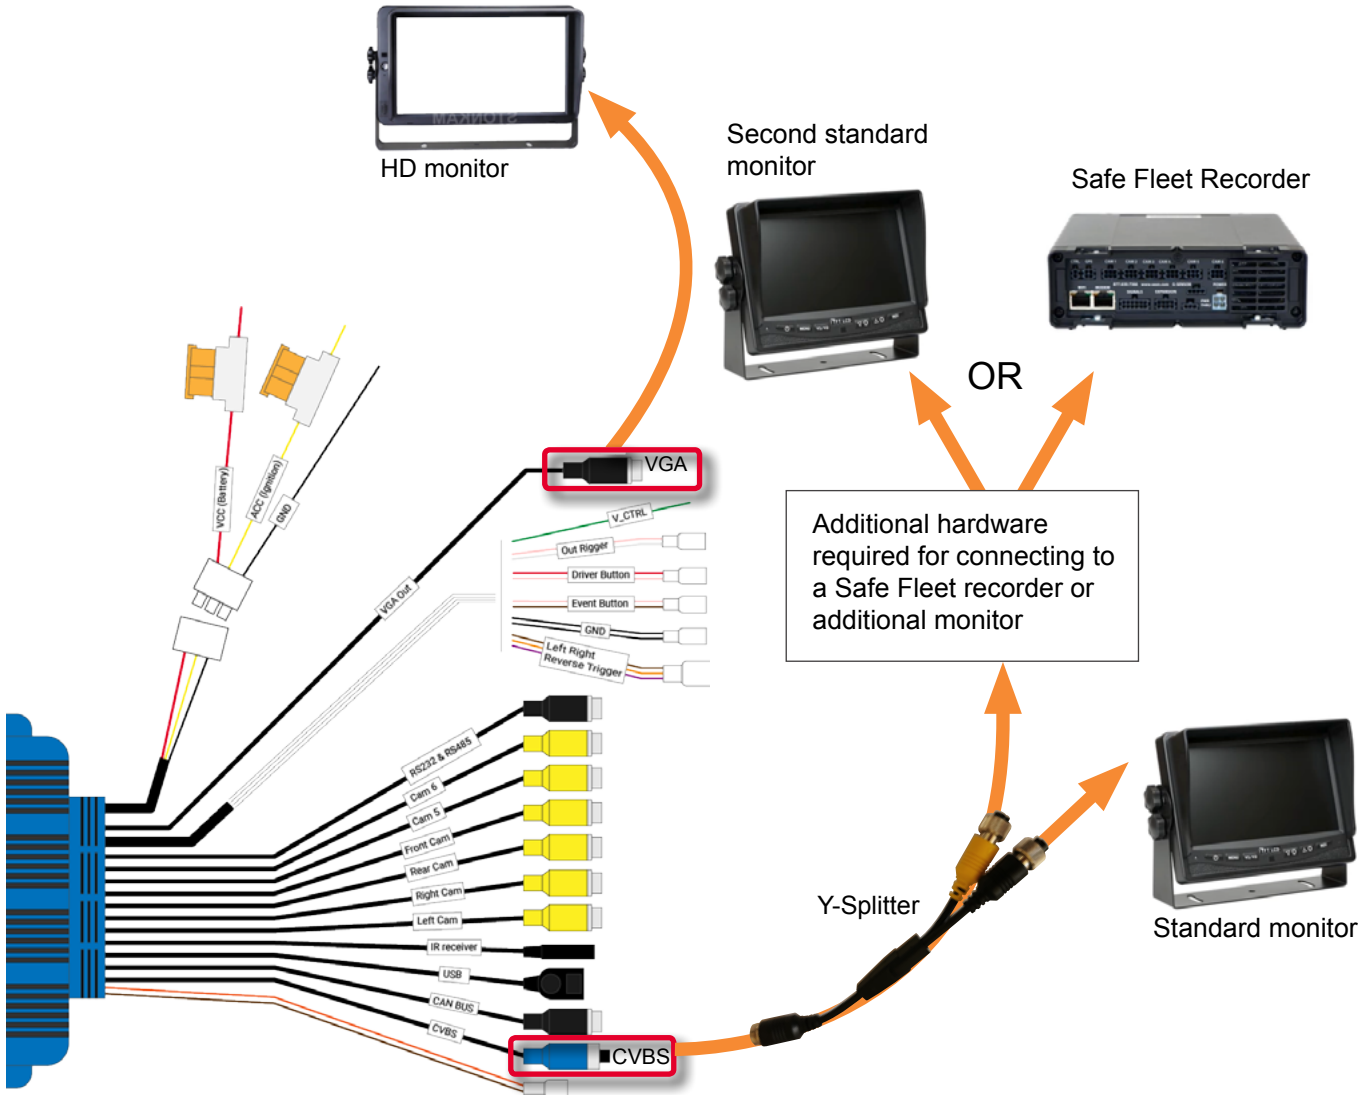 STONKAM
HD monitor
Second standard
monitor
Safe Fleet Recorder
OR
VGA
VCC (Battery)
ACC (Ignition)
GND
VGA Out
V_CTRL
Out Rigger
Driver Button
Event Button
GND
Left Right
Reverse Trigger
Additional hardware
required for connecting to
a Safe Fleet recorder or
additional monitor
RS232 & RS485
Cam 6
Cam 5
Front Cam
Rear Cam
Right Cam
Left Cam
IR receiver
USB
CAN BUS
CVBS
CVBS
Y-Splitter
Standard monitor